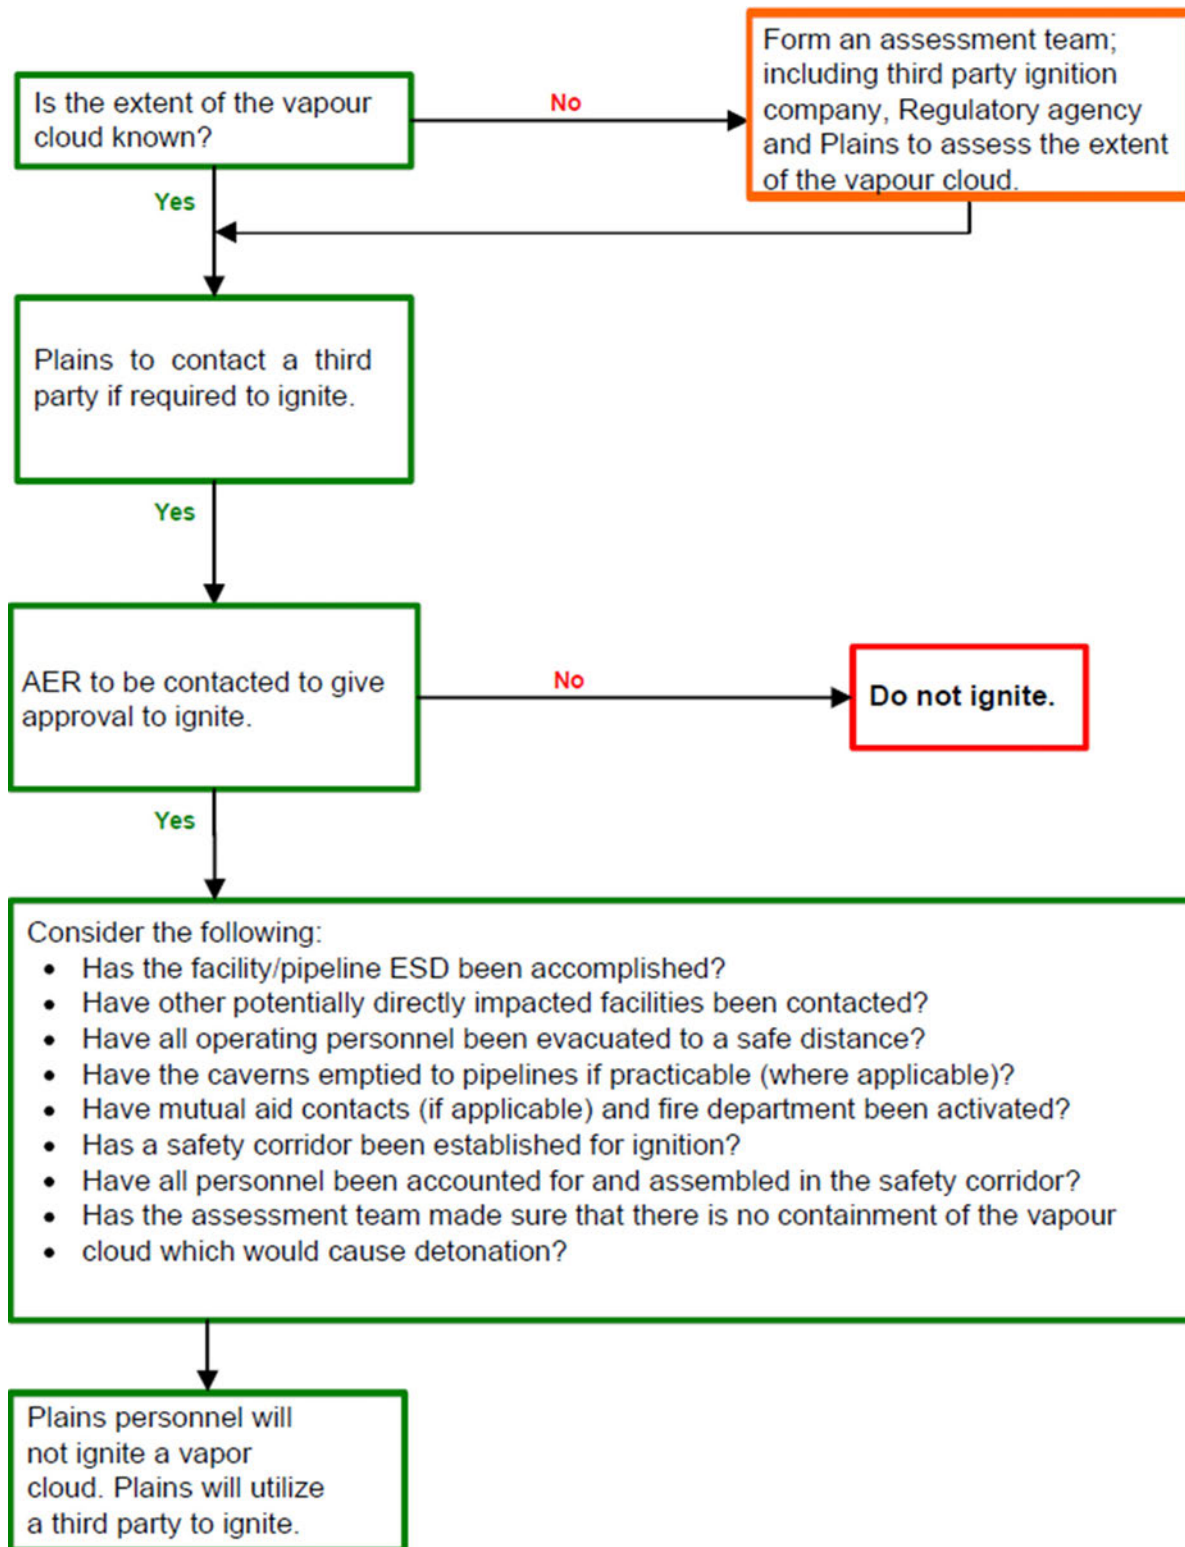 Is the extent of the vapour
cloud known?
No
Form an assessment team;
including third party ignition
company, Regulatory agency
and Plains to assess the extent
of the vapour cloud.
Yes
Plains to contact a third
party if required to ignite.
Yes
AER to be contacted to give
approval to ignite.
No
Do not ignite.
Yes
Consider the following:
• Has the facility/pipeline ESD been accomplished?
• Have other potentially directly impacted facilities been contacted?
• Have all operating personnel been evacuated to a safe distance?
• Have the caverns emptied to pipelines if practicable (where applicable)?
• Have mutual aid contacts (if applicable) and fire department been activated?
• Has a safety corridor been established for ignition?
• Have all personnel been accounted for and assembled in the safety corridor?
• Has the assessment team made sure that there is no containment of the vapour
• cloud which would cause detonation?
Plains personnel will
not ignite a vapor
cloud. Plains will utilize
a third party to ignite.